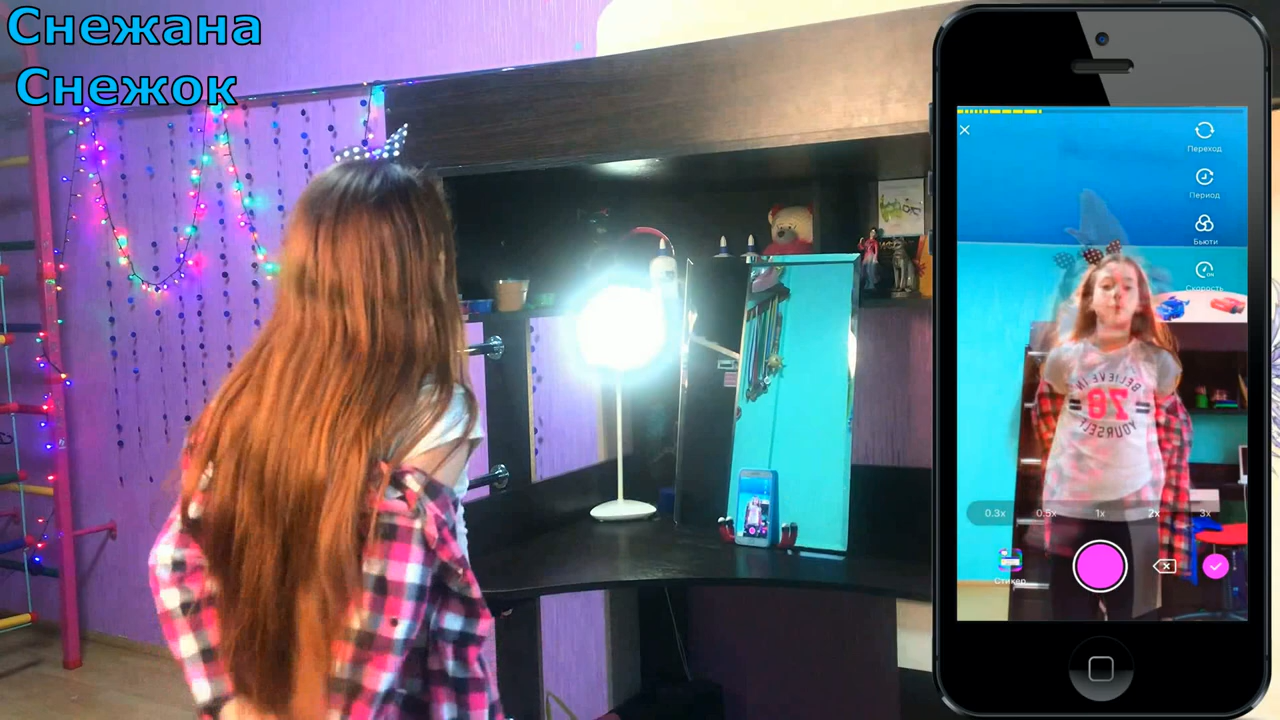 Снежана
Снежок
Переход
Период
Бьюти
Скорость
BELIEVE IN
78
YOURSELF
0.3x 0.5x 1x 2x 3x
Стикер